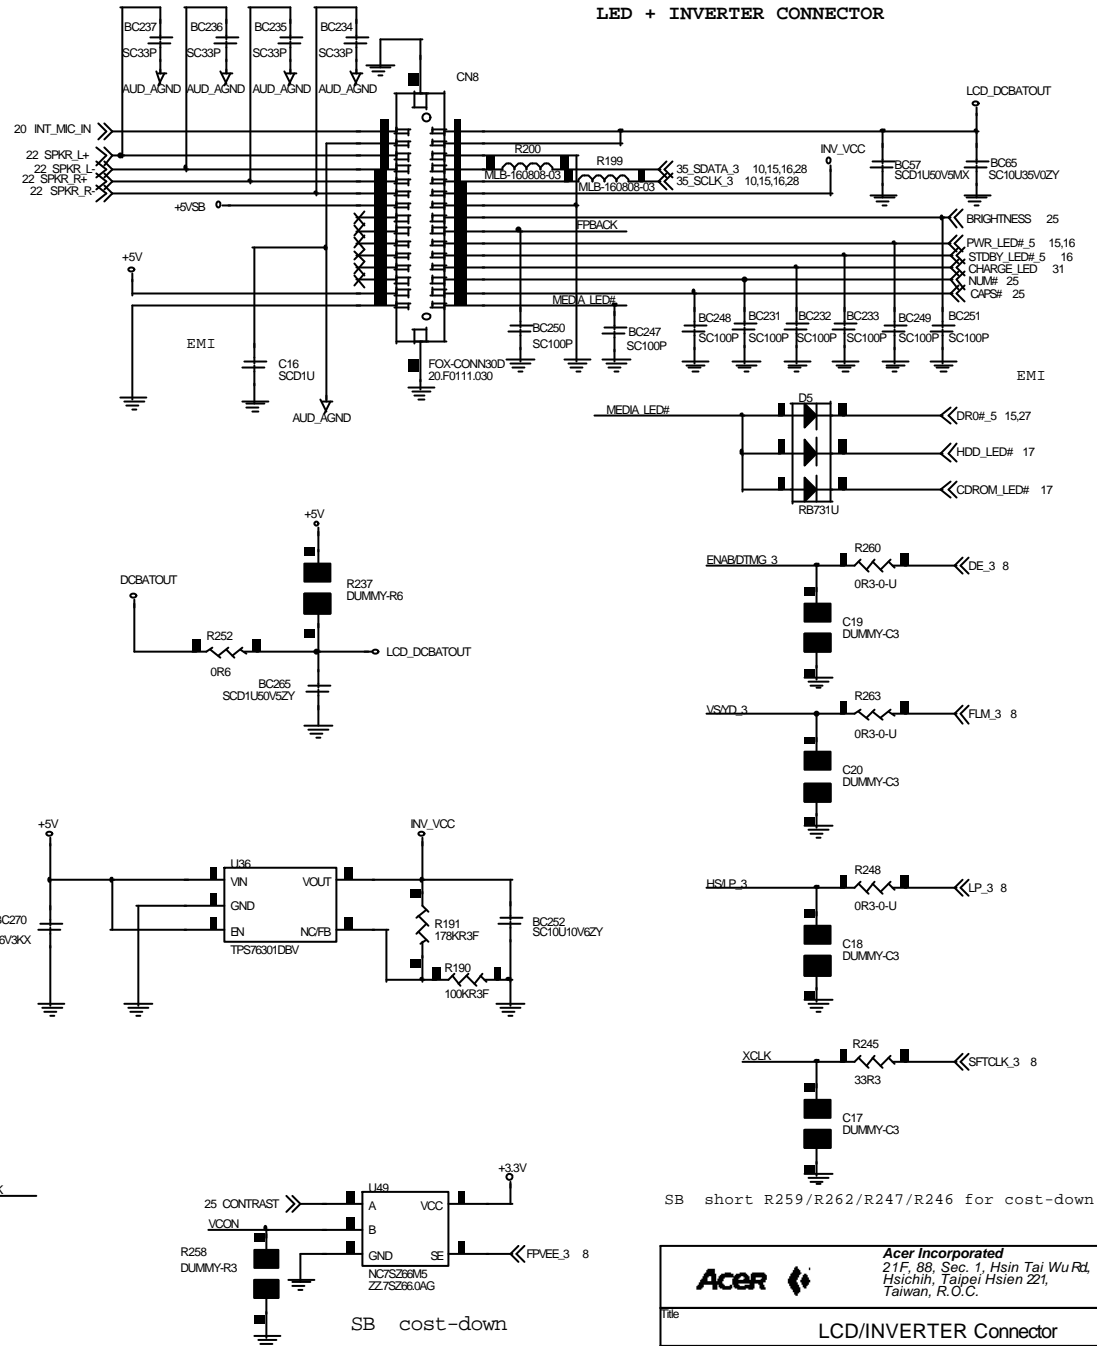 LED + INVERTER CONNECTOR
BC237
SC33P
AUD_AGND
BC236
SC33P
AUD_AGND
BC235
SC33P
AUD_AGND
BC234
SC33P
AUD_AGND
CN8
LCD_DCBATOUT
20 INT_MIC_IN
22 SPKR_L+
22 SPKR_L-
22 SPKR_R+
22 SPKR_R-
+5VSB
R200
MLB-160808-03
R199
MLB-160808-03
35_SDATA_3 10,15,16,28
35_SCLK_3 10,15,16,28
INV_VCC
BC57
SCD1U50V5MX
BC65
SC10U35V0ZY
FPBACK
BRIGHTNESS 25
PWR_LED#_5 15,16
STDBY_LED#_5 16
CHARGE_LED 31
NUM# 25
CAPS# 25
+5V
MEDIA_LED#
EMI
C16
SCD1U
AUD_AGND
FOX-CONN30D
20.F0111.030
BC250
SC100P
BC247
SC100P
BC248
SC100P
BC231
SC100P
BC232
SC100P
BC233
SC100P
BC249
SC100P
BC251
SC100P
EMI
MEDIA_LED#
D5
RB731U
DR0#_5 15,27
HDD_LED# 17
CDROM_LED# 17
+5V
R237
DUMMY-R6
DCBATOUT
R252
0R6
LCD_DCBATOUT
BC265
SCD1U50V5ZY
ENAB/DTMG_3
R260
0R3-0-U
DE_3 8
C19
DUMMY-C3
VS/YD_3
R263
0R3-0-U
FLM_3 8
C20
DUMMY-C3
+5V
BC270
6V3KX
U36
VIN
GND
EN
VOUT
NC/FB
TPS76301DBV
INV_VCC
R191
178KR3F
R190
100KR3F
BC252
SC10U10V6ZY
HS/LP_3
R248
0R3-0-U
LP_3 8
C18
DUMMY-C3
XCLK
R245
33R3
SFTCLK_3 8
C17
DUMMY-C3
K
25 CONTRAST
VCON
R258
DUMMY-R3
U49
A
B
GND
VCC
SE
NC7SZ66M5
ZZ.7SZ66.0AG
+3.3V
FPVEE_3 8
SB cost-down
SB short R259/R262/R247/R246 for cost-down
Acer
Acer Incorporated
21F, 88, Sec. 1, Hsin Tai Wu Rd,
Hsichih, Taipei Hsien 221,
Taiwan, R.O.C.
Title
LCD/INVERTER Connector